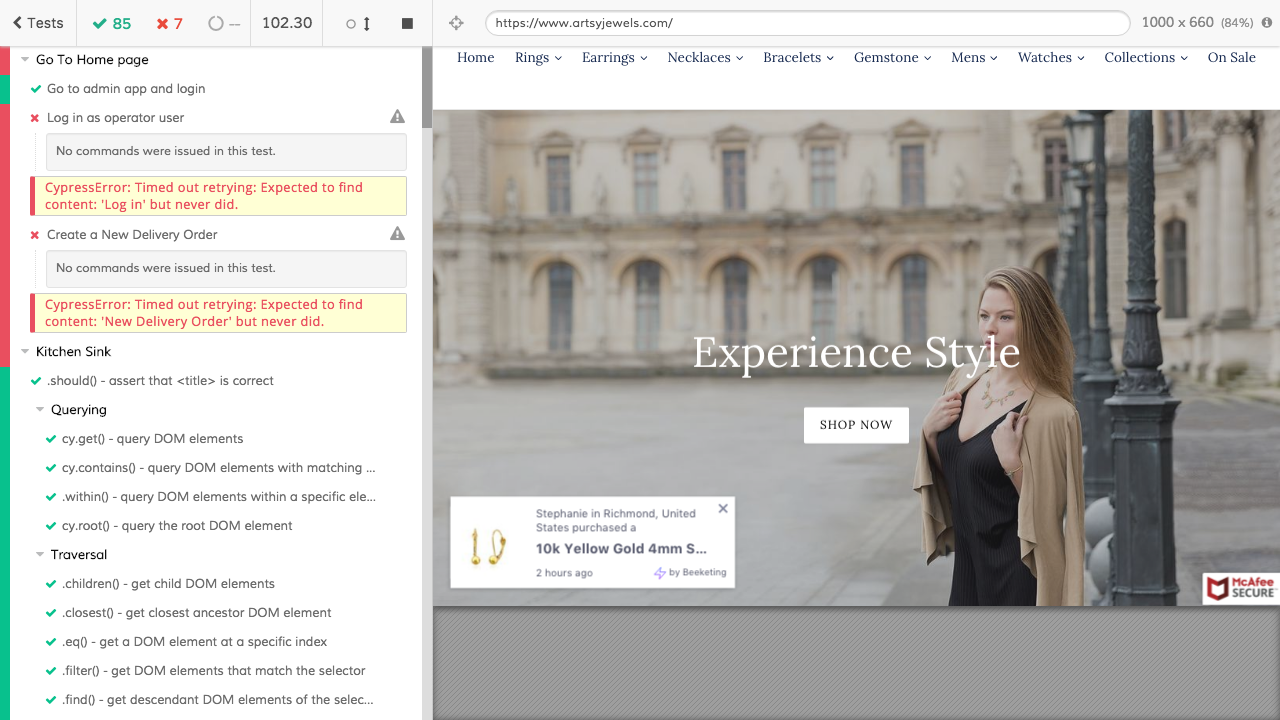 Tests
85
7
--
102.30
https://www.artsyjewels.com/
1000 x 660 (84%)
Go To Home page
Go to admin app and login
Log in as operator user
No commands were issued in this test.
CypressError: Timed out retrying: Expected to find
content: 'Log in' but never did.
Create a New Delivery Order
No commands were issued in this test.
CypressError: Timed out retrying: Expected to find
content: 'New Delivery Order' but never did.
Kitchen Sink
.should() - assert that <title> is correct
Querying
cy.get() - query DOM elements
cy.contains() - query DOM elements with matching ...
.within() - query DOM elements within a specific ele...
cy.root() - query the root DOM element
Traversal
.children() - get child DOM elements
.closest() - get closest ancestor DOM element
.eq() - get a DOM element at a specific index
.filter() - get DOM elements that match the selector
.find() - get descendant DOM elements of the selec...
Home Rings Earrings Necklaces Bracelets Gemstone Mens Watches Collections On Sale
Experience Style
SHOP NOW
Stephanie in Richmond, United
States purchased a
10k Yellow Gold 4mm S...
2 hours ago by Beeketing
McAfee
SECURE™